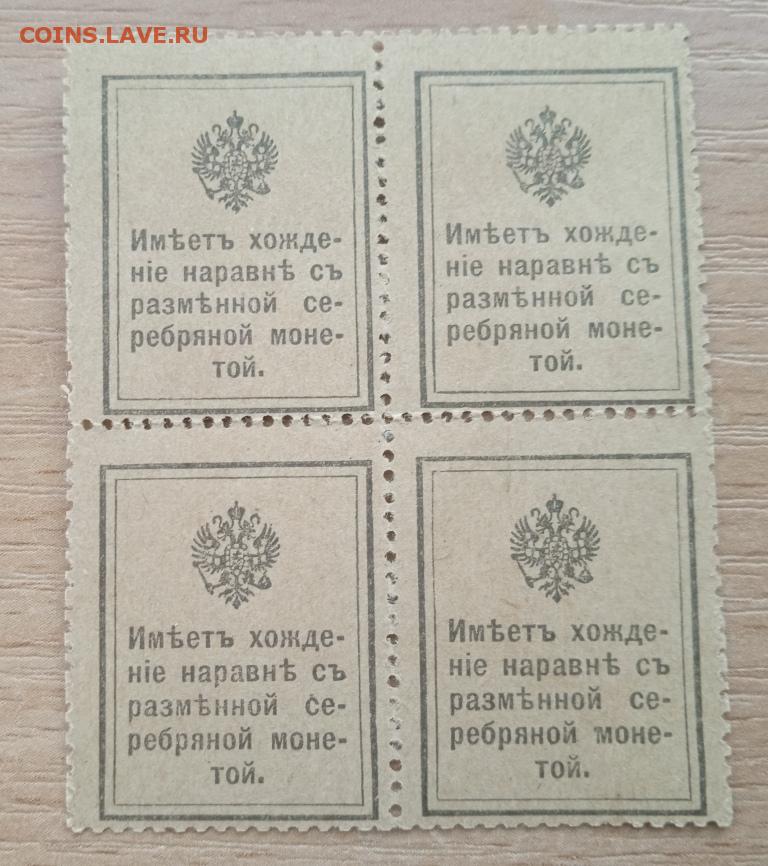 COINS.LAVE.RU
Имѣетъ хожде-
ніе наравнѣ съ
размѣнной се-
ребряной моне-
той.
Имѣетъ хожде-
ніе наравнѣ съ
размѣнной се-
ребряной моне-
той.
Имѣетъ хожде-
ніе наравнѣ съ
размѣнной се-
ребряной моне-
той.
Имѣетъ хожде-
ніе наравнѣ съ
размѣнной се-
ребряной моне-
той.